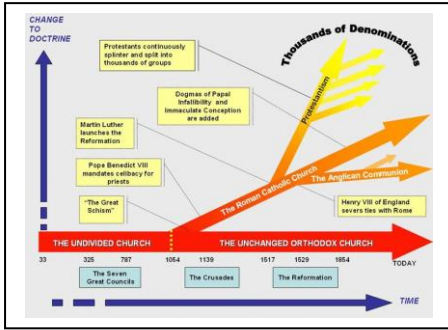 CHANGE
TO
DOCTRINE
Thousands of Denominations
Protestants continuously
splinter and split into
thousands of groups
Protestantism
Dogmas of Papal
Infallibility and
Immaculate Conception
are added
Martin Luther
launches the
Reformation
Pope Benedict VIII
mandates celibacy for
priests
The Roman Catholic Church
The Anglican Communion
"The Great
Schism"
Henry VIII of England
severs ties with Rome
THE UNDIVIDED CHURCH
THE UNCHANGED ORTHODOX CHURCH
33 325 787 1054 1139 1517 1529 1854 TODAY
The Seven
Great Councils
The Crusades
The Reformation
TIME